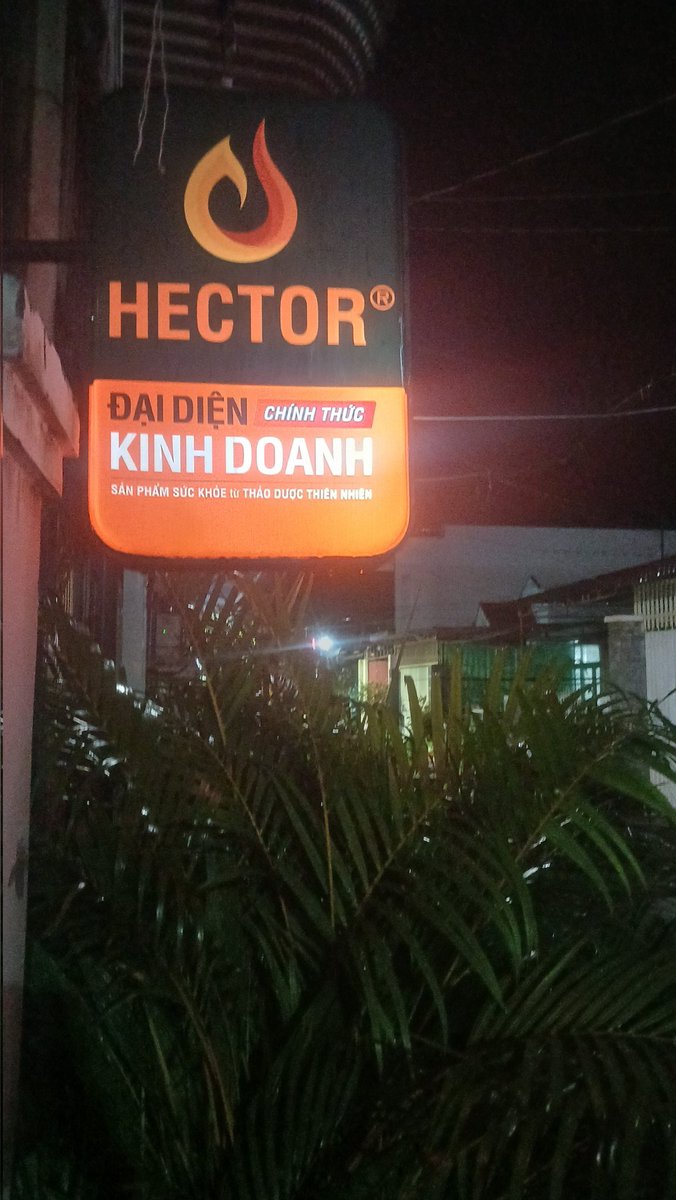 HECTOR®
ĐẠI DIỆN CHÍNH THỨC
KINH DOANH
SẢN PHẨM SỨC KHỎE từ THẢO DƯỢC THIÊN NHIÊN